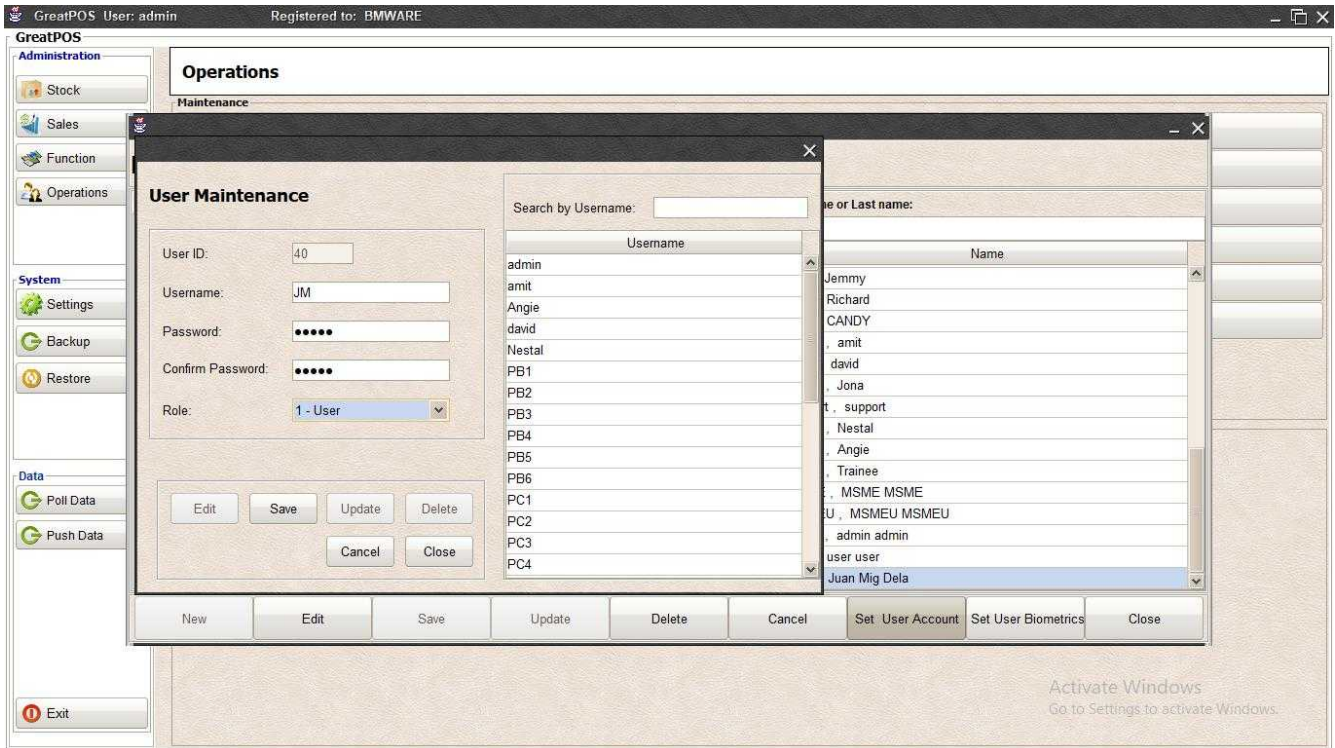 GreatPOS User: admin Registered to: BMWARE
GreatPOS
Administration
Stock
Sales
Function
Operations
System
Settings
Backup
Restore
Data
Poll Data
Push Data
Exit
Operations
Maintenance
User Maintenance
User ID: 40
Username: JM
Password: •••••
Confirm Password: •••••
Role: 1 - User
Edit Save Update Delete
Cancel Close
Search by Username:
Username
admin
amit
Angie
david
Nestal
PB1
PB2
PB3
PB4
PB5
PB6
PC1
PC2
PC3
PC4
or Last name:
Name
Jemmy
Richard
CANDY
, amit
david
, Jona
, support
, Nestal
, Angie
, Trainee
, MSME MSME
, MSMEU MSMEU
, admin admin
user user
Juan Mig Dela
New Edit Save Update Delete Cancel Set User Account Set User Biometrics Close
Activate Windows
Go to Settings to activate Windows.